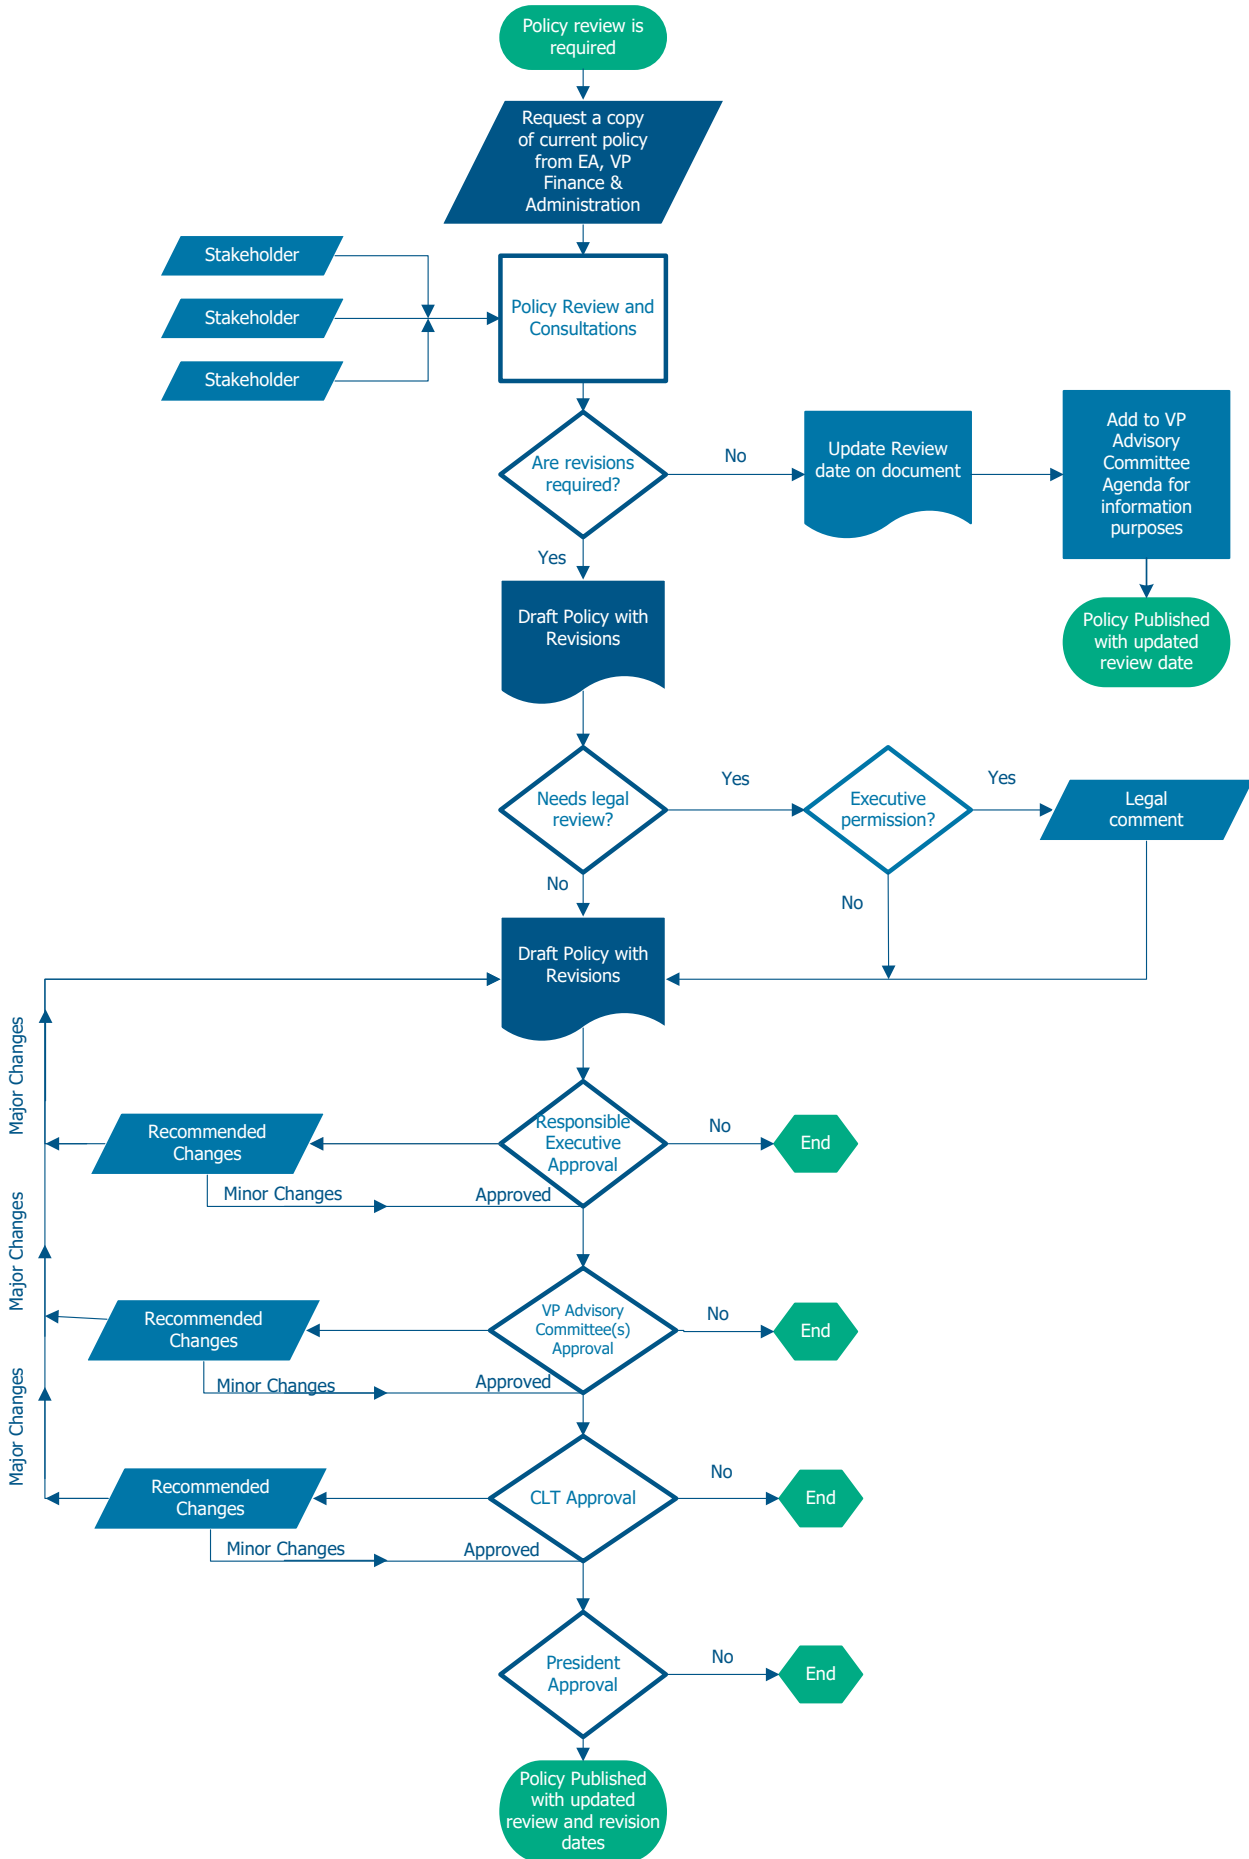 Policy review is
required
Request a copy
of current policy
from EA, VP
Finance &
Administration
Stakeholder
Stakeholder
Stakeholder
Policy Review and
Consultations
Are revisions
required?
No
Update Review
date on document
Add to VP
Advisory
Committee
Agenda for
information
purposes
Policy Published
with updated
review date
Yes
Draft Policy with
Revisions
Needs legal
review?
Yes
Executive
permission?
Yes
Legal
comment
No
No
Draft Policy with
Revisions
Major Changes
Responsible
Executive
Approval
No
End
Recommended
Changes
Minor Changes
Approved
Major Changes
VP Advisory
Committee(s)
Approval
No
End
Recommended
Changes
Minor Changes
Approved
Major Changes
CLT Approval
No
End
Recommended
Changes
Minor Changes
Approved
President
Approval
No
End
Policy Published
with updated
review and revision
dates